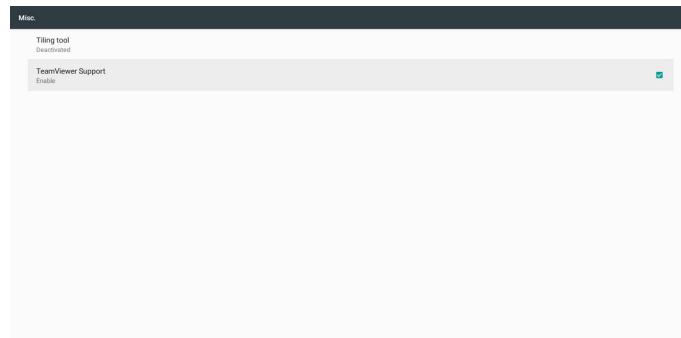 Misc.
Tiling tool
Deactivated
TeamViewer Support
Enable